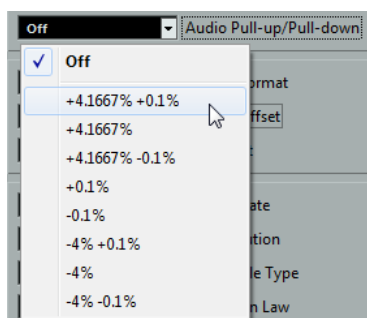 Off Audio Pull-up/Pull-down
Off
+4.1667% +0.1%
ormat
+4.1667%
ffset
+4.1667% -0.1%
+0.1%
-0.1%
ate
-4% +0.1%
tion
-4%
le Type
-4% -0.1%
n Law